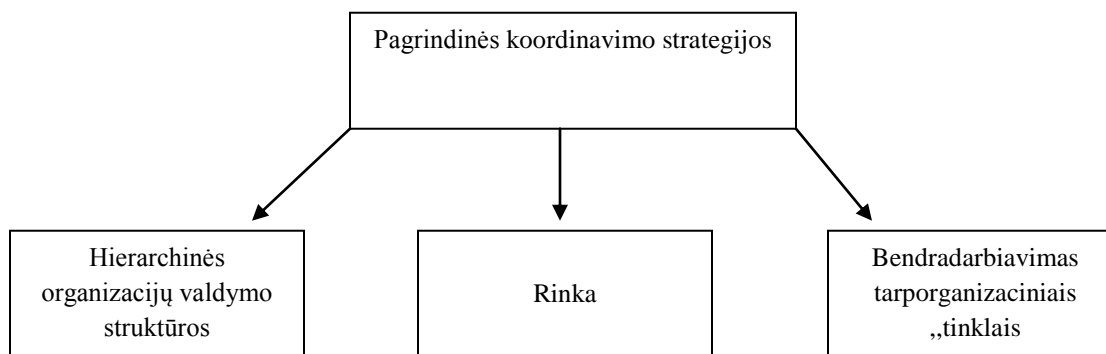 Pagrindinės koordinavimo strategijos
Hierarchinės
organizacijų valdymo
struktūros
Rinka
Bendradarbiavimas
tarporganizaciniais
,,tinklais